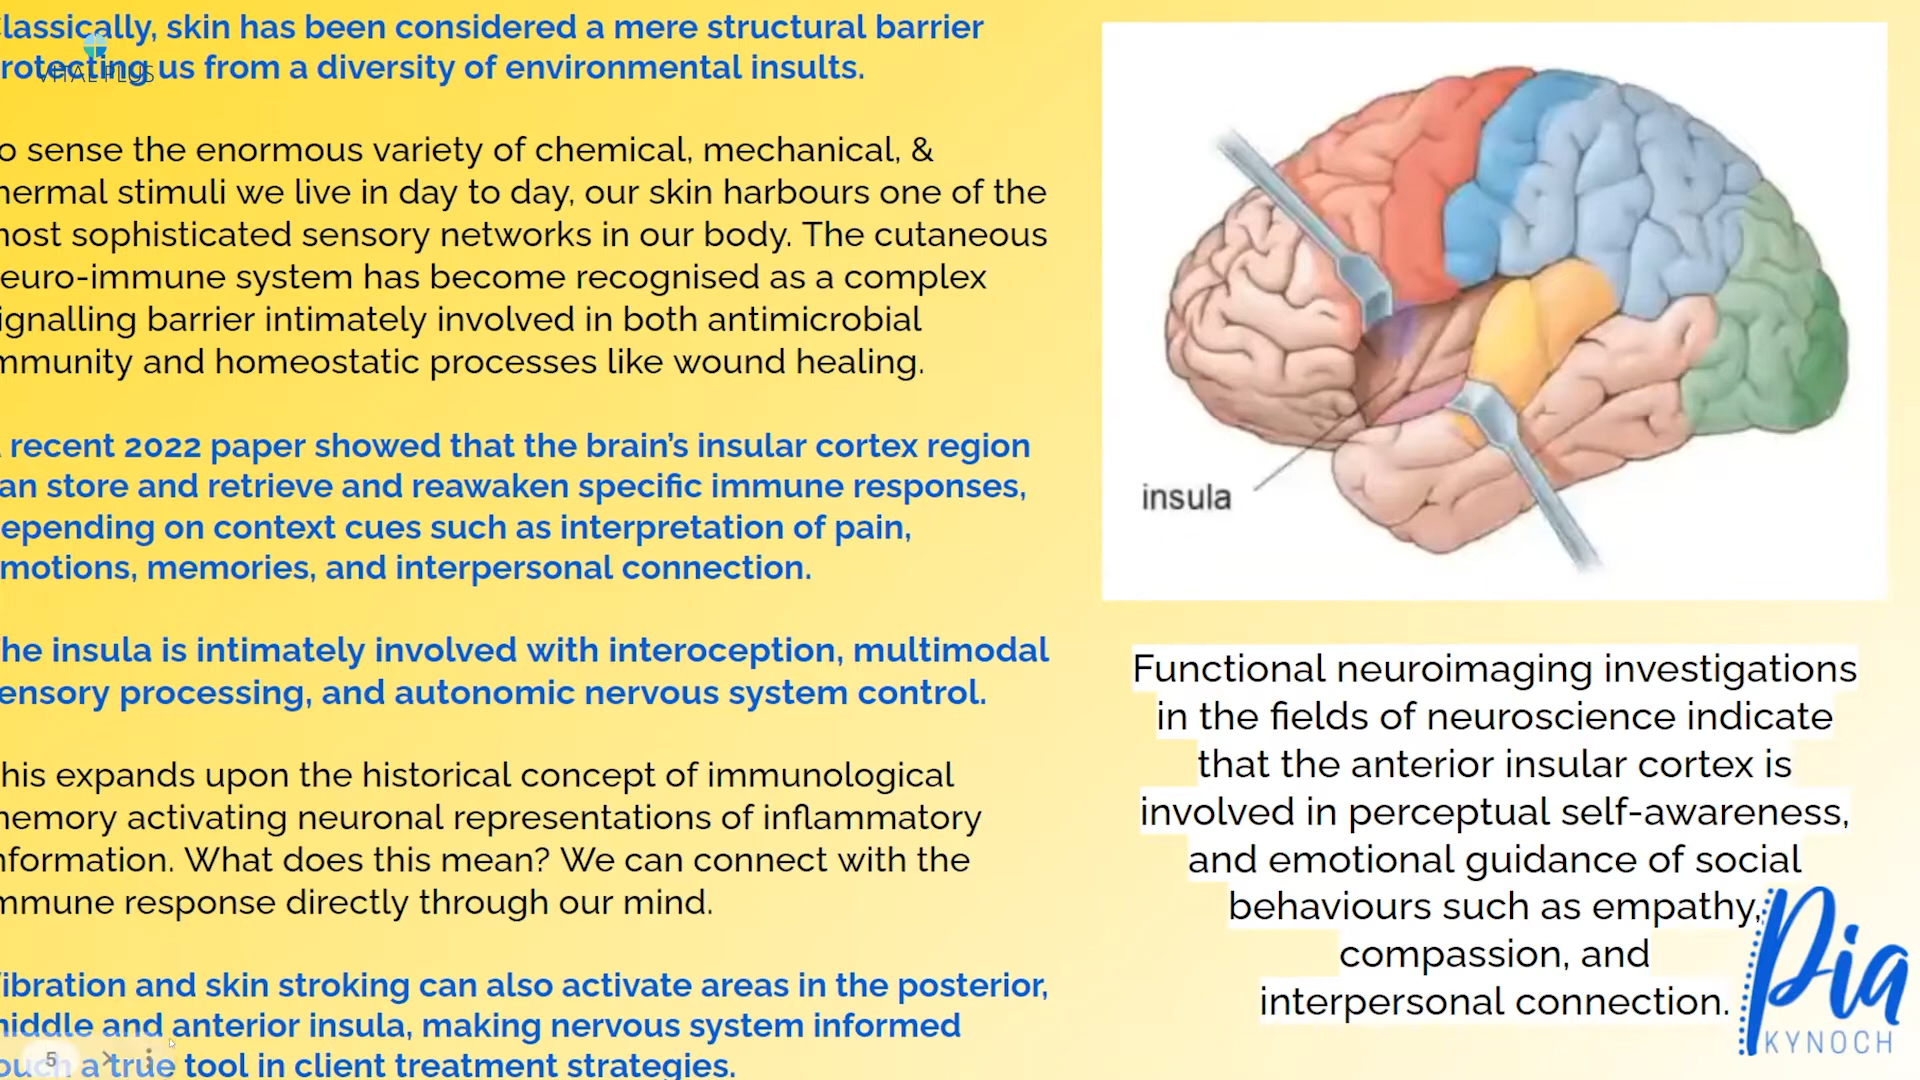 lassically, skin has been considered a mere structural barrier
rotecting us from a diversity of environmental insults.
VITAL PLUS
o sense the enormous variety of chemical, mechanical, &
hermal stimuli we live in day to day, our skin harbours one of the
most sophisticated sensory networks in our body. The cutaneous
euro-immune system has become recognised as a complex
ignalling barrier intimately involved in both antimicrobial
mmunity and homeostatic processes like wound healing.
recent 2022 paper showed that the brain's insular cortex region
an store and retrieve and reawaken specific immune responses,
epending on context cues such as interpretation of pain,
motions, memories, and interpersonal connection.
he insula is intimately involved with interoception, multimodal
ensory processing, and autonomic nervous system control.
his expands upon the historical concept of immunological
memory activating neuronal representations of inflammatory
nformation. What does this mean? We can connect with the
mmune response directly through our mind.
ibration and skin stroking can also activate areas in the posterior,
middle and anterior insula, making nervous system informed
ouch a true tool in client treatment strategies.
5
insula
Functional neuroimaging investigations
in the fields of neuroscience indicate
that the anterior insular cortex is
involved in perceptual self-awareness,
and emotional guidance of social
behaviours such as empathy,
compassion, and
interpersonal connection.
Pia
KYNOCH